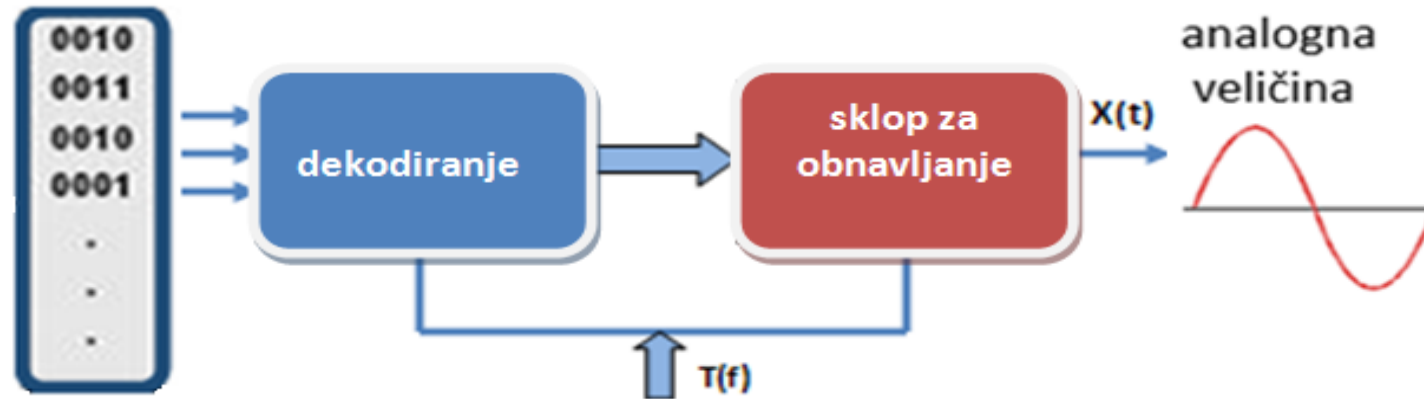 0010
0011
0010
0001
.
.
.
dekodiranje
sklop za
obnavljanje
X(t)
analogna
veličina
T(f)